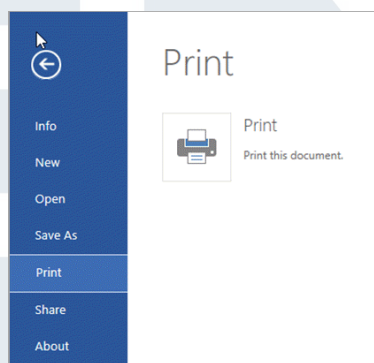 Print
Print
Print this document.
Info
New
Open
Save As
Print
Share
About